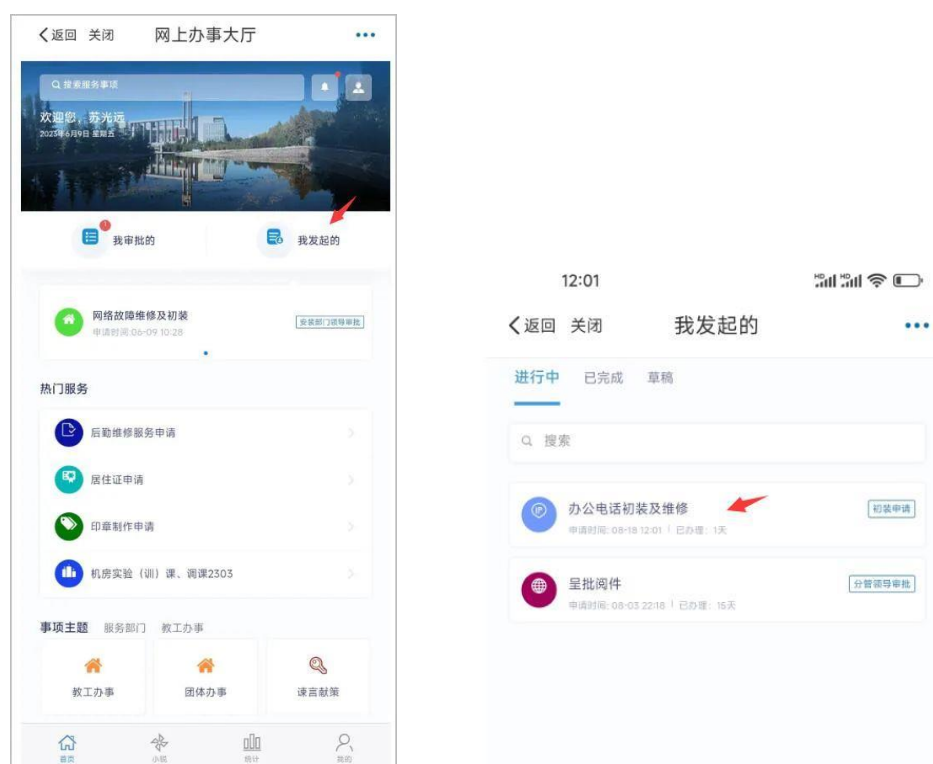 返回 关闭 网上办事大厅
搜索服务事项
欢迎您，苏光远
2023年6月9日 星期五
我审批的
我发起的
网络故障维修及初装
申请时间:06-09 10:28
安装部门领导审批
热门服务
后勤维修服务申请
居住证申请
印章制作申请
机房实验（训）课、调课2303
事项主题 服务部门 教工办事
教工办事 团体办事 谏言献策
首页 小组 统计 我的
12:01
返回 关闭 我发起的
进行中 已完成 草稿
搜索
办公电话初装及维修
初装申请
申请时间: 08-18 12:01 | 已办理: 1天
呈批阅件
分管领导审批
申请时间: 08-03 22:18 | 已办理: 15天